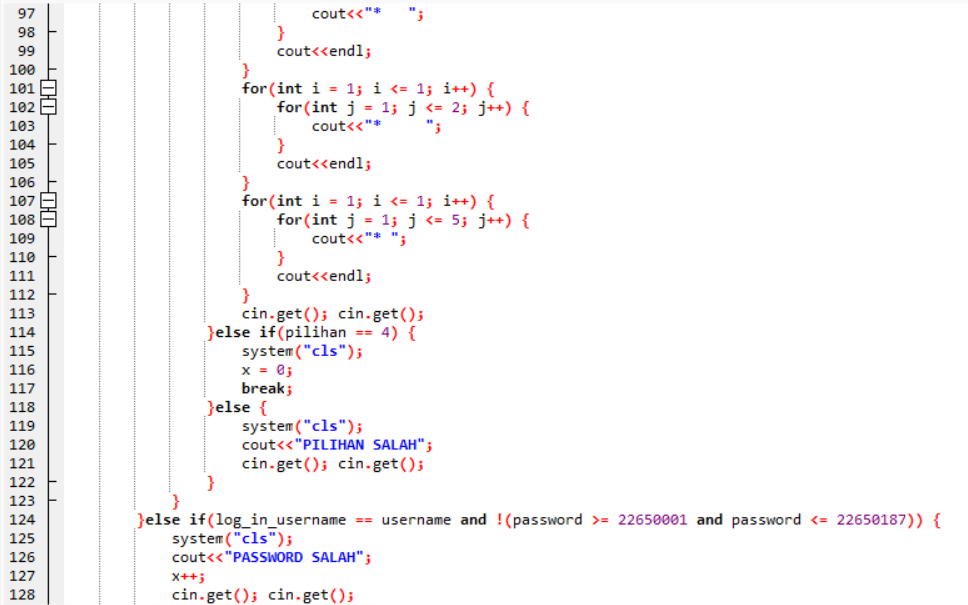 97 cout<<"*   ";
98 }
99 cout<<endl;
100 }
101 for(int i = 1; i <= 1; i++) {
102 for(int j = 1; j <= 2; j++) {
103 cout<<"*      ";
104 }
105 cout<<endl;
106 }
107 for(int i = 1; i <= 1; i++) {
108 for(int j = 1; j <= 5; j++) {
109 cout<<"* ";
110 }
111 cout<<endl;
112 }
113 cin.get(); cin.get();
114 }else if(pilihan == 4) {
115 system("cls");
116 x = 0;
117 break;
118 }else {
119 system("cls");
120 cout<<"PILIHAN SALAH";
121 cin.get(); cin.get();
122 }
123 }
124 }else if(log_in_username == username and !(password >= 22650001 and password <= 22650187)) {
125 system("cls");
126 cout<<"PASSWORD SALAH";
127 x++;
128 cin.get(); cin.get();